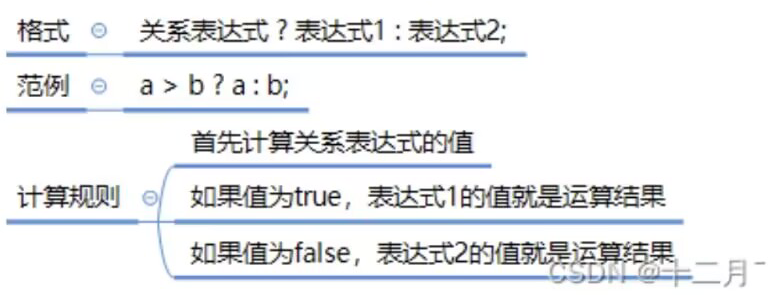 格式 关系表达式 ? 表达式1 : 表达式2;
范例 a > b ? a : b;
首先计算关系表达式的值
计算规则 如果值为true，表达式1的值就是运算结果
如果值为false，表达式2的值就是运算结果
CSDN @十二月